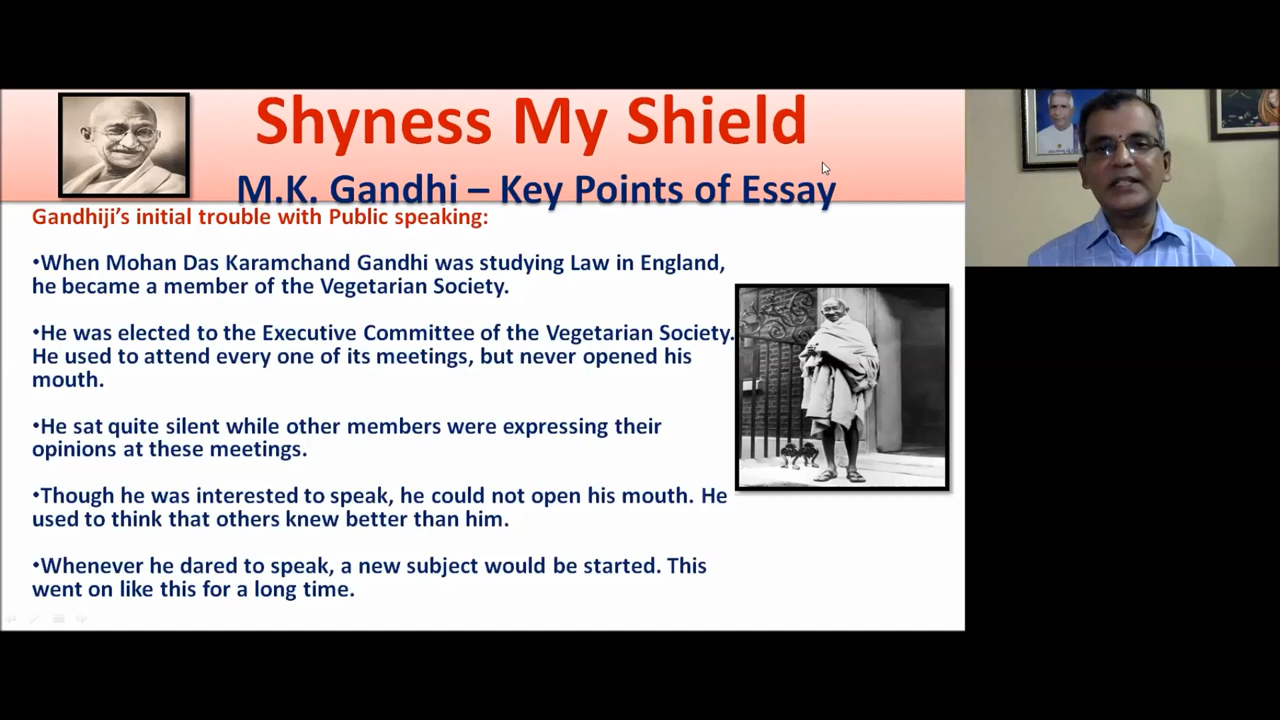 Shyness My Shield
M.K. Gandhi – Key Points of Essay
Gandhiji's initial trouble with Public speaking:
•When Mohan Das Karamchand Gandhi was studying Law in England,
he became a member of the Vegetarian Society.
•He was elected to the Executive Committee of the Vegetarian Society.
He used to attend every one of its meetings, but never opened his
mouth.
•He sat quite silent while other members were expressing their
opinions at these meetings.
•Though he was interested to speak, he could not open his mouth. He
used to think that others knew better than him.
•Whenever he dared to speak, a new subject would be started. This
went on like this for a long time.